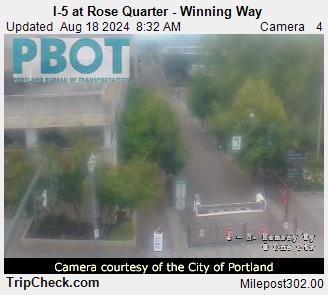 I-5 at Rose Quarter - Winning Way
Updated  Aug 18 2024  8:32 AM
Camera  4
PBOT
PORTLAND BUREAU OF TRANSPORTATION
Camera courtesy of the City of Portland
TripCheck.com
Milepost302.00